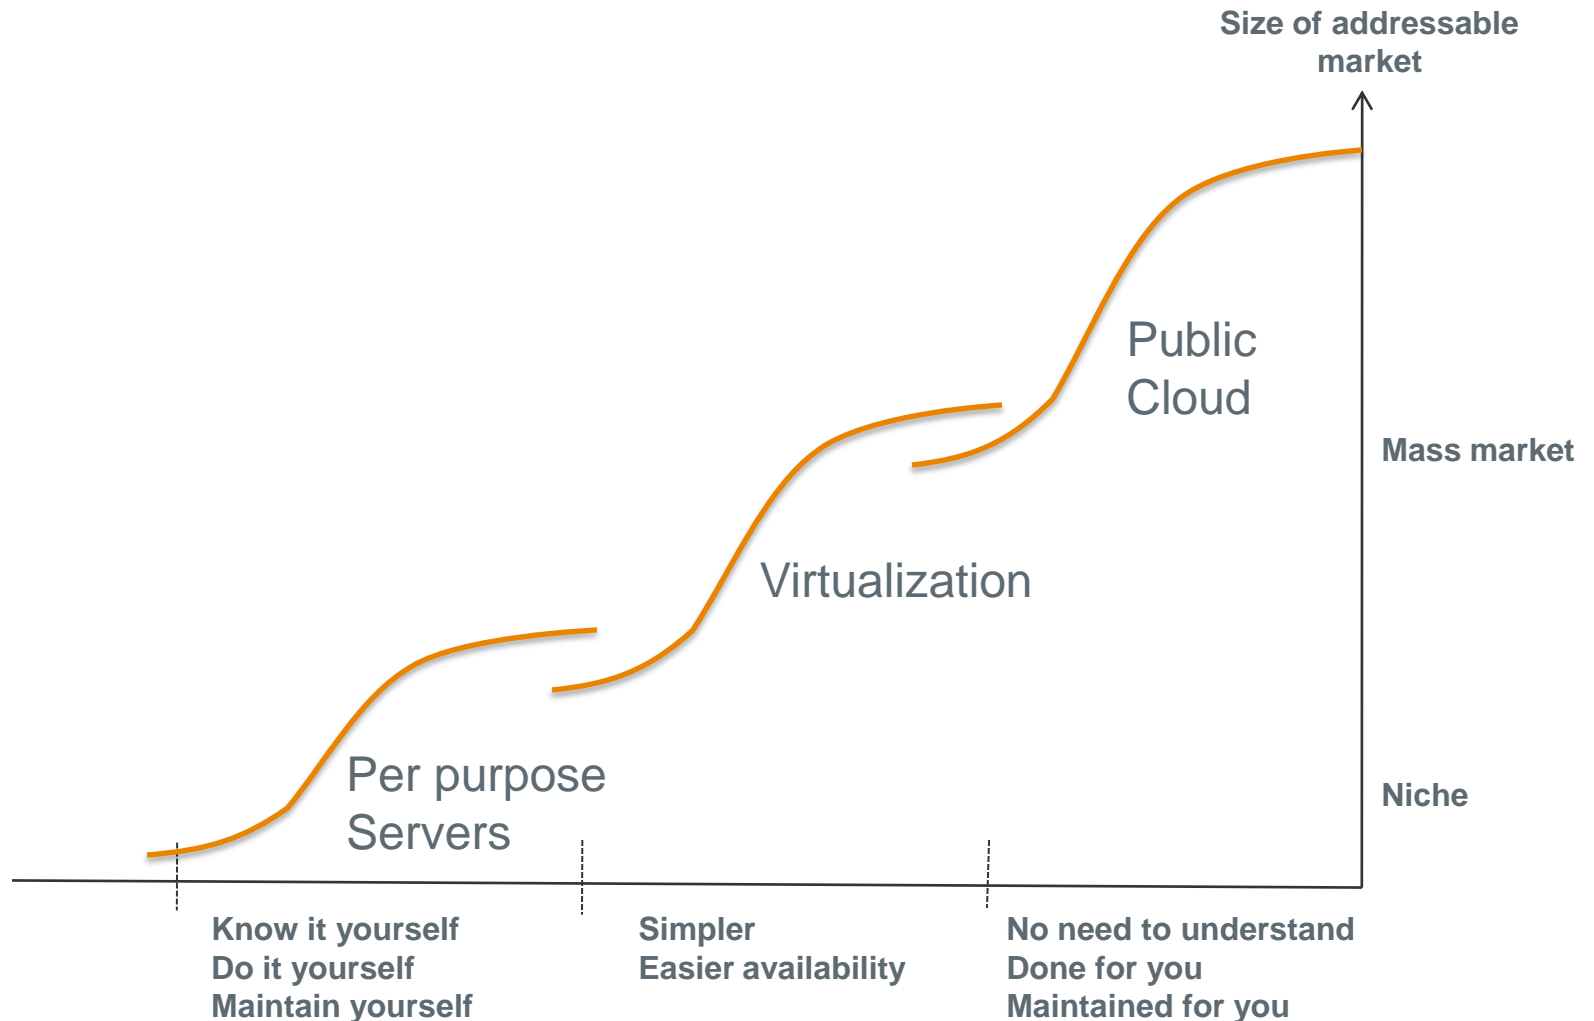 Size of addressable
market
Public
Cloud
Mass market
Virtualization
Per purpose
Servers
Niche
Know it yourself
Do it yourself
Maintain yourself
Simpler
Easier availability
No need to understand
Done for you
Maintained for you